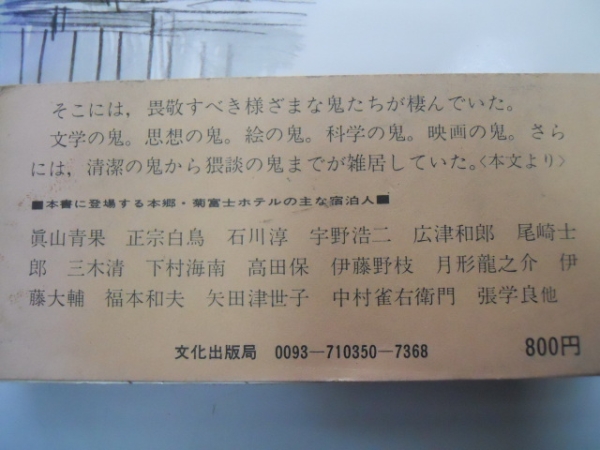 そこには，畏敬すべき様ざまな鬼たちが棲んでいた。
文学の鬼。思想の鬼。絵の鬼。科学の鬼。映画の鬼。さら
には，清潔の鬼から猥談の鬼までが雑居していた。〈本文より〉
■本書に登場する本郷・菊富士ホテルの主な宿泊人■
眞山青果 正宗白鳥 石川淳 宇野浩二 広津和郎 尾崎士
郎 三木清 下村海南 高田保 伊藤野枝 月形龍之介 伊
藤大輔 福本和夫 矢田津世子 中村雀右衛門 張学良他
文化出版局 0093—710350—7368 800円